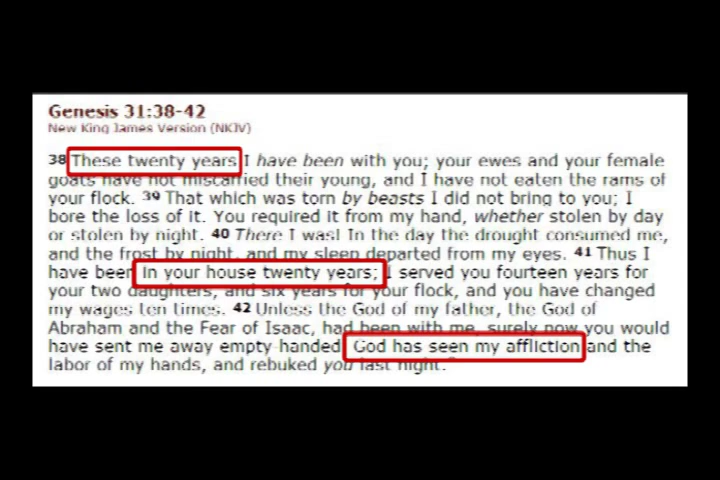 Genesis 31:38-42
New King James Version (NKJV)
38 These twenty years I have been with you; your ewes and your female
goats have not miscarried their young, and I have not eaten the rams of
your flock. 39 That which was torn by beasts I did not bring to you; I
bore the loss of it. You required it from my hand, whether stolen by day
or stolen by night. 40 There I was! In the day the drought consumed me,
and the frost by night, and my sleep departed from my eyes. 41 Thus I
have been in your house twenty years; I served you fourteen years for
your two daughters, and six years for your flock, and you have changed
my wages ten times. 42 Unless the God of my father, the God of
Abraham and the Fear of Isaac, had been with me, surely now you would
have sent me away empty-handed. God has seen my affliction and the
labor of my hands, and rebuked you last night."